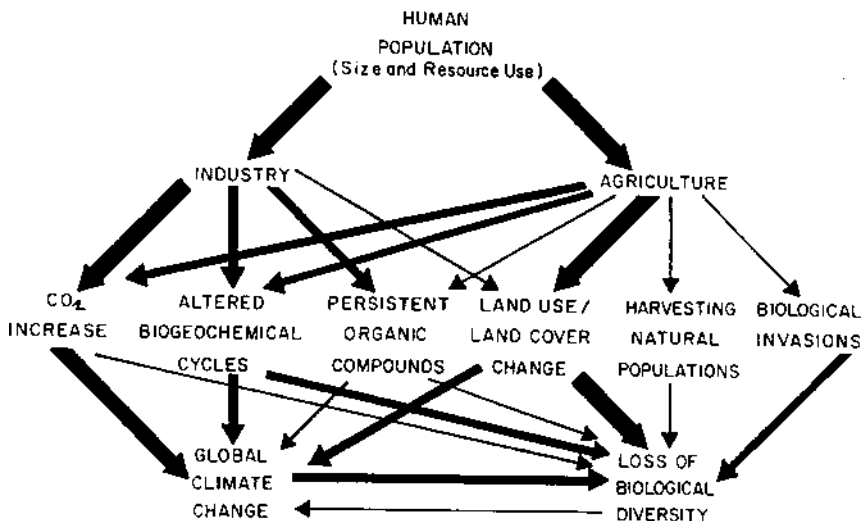 HUMAN
POPULATION
(Size and Resource Use)
INDUSTRY
AGRICULTURE
CO2
INCREASE
ALTERED
BIOGEOCHEMICAL
CYCLES
PERSISTENT
ORGANIC
COMPOUNDS
LAND USE/
LAND COVER
CHANGE
HARVESTING
NATURAL
POPULATIONS
BIOLOGICAL
INVASIONS
GLOBAL
CLIMATE
CHANGE
LOSS OF
BIOLOGICAL
DIVERSITY